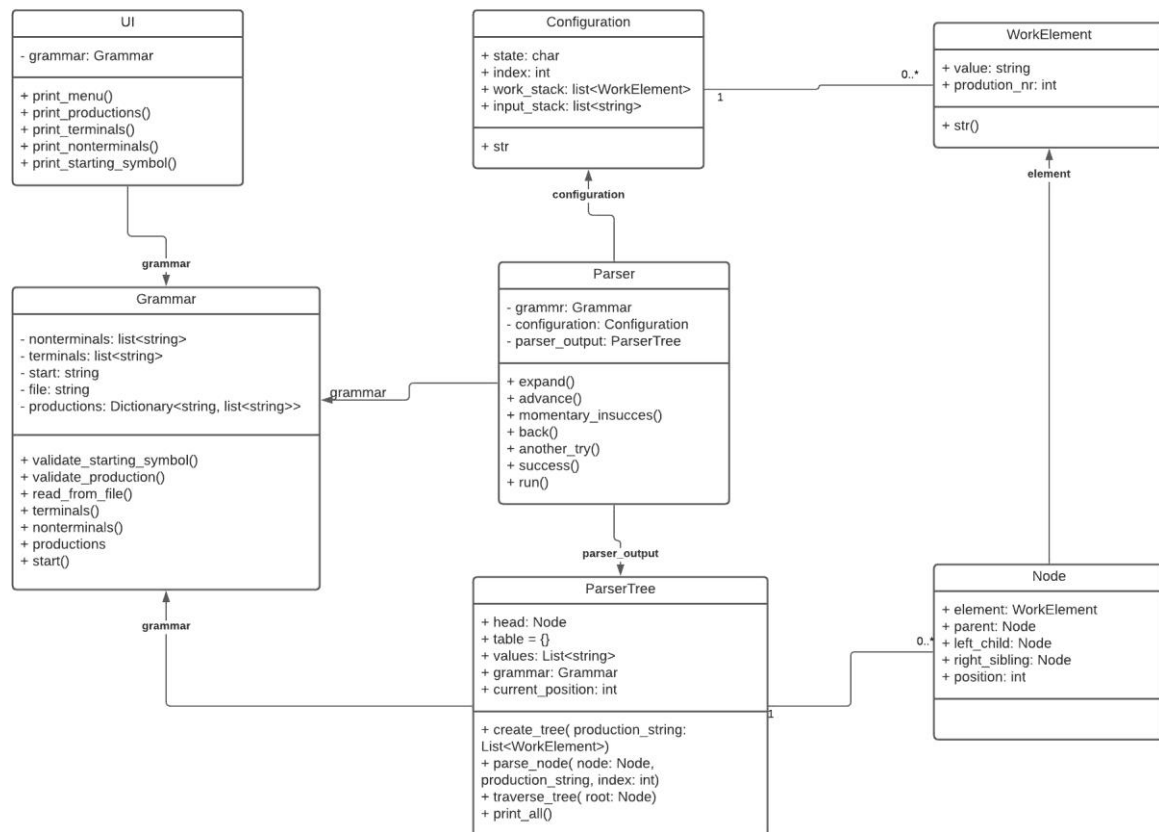 UI
- grammar: Grammar
+ print_menu()
+ print_productions()
+ print_terminals()
+ print_nonterminals()
+ print_starting_symbol()
Configuration
+ state: char
+ index: int
+ work_stack: list<WorkElement>
+ input_stack: list<string>
+ str
1
0..*
WorkElement
+ value: string
+ prodution_nr: int
+ str()
grammar
configuration
element
Grammar
- nonterminals: list<string>
- terminals: list<string>
- start: string
- file: string
- productions: Dictionary<string, list<string>>
+ validate_starting_symbol()
+ validate_production()
+ read_from_file()
+ terminals()
+ nonterminals()
+ productions
+ start()
grammar
Parser
- grammr: Grammar
- configuration: Configuration
- parser_output: ParserTree
+ expand()
+ advance()
+ momentary_insucces()
+ back()
+ another_try()
+ success()
+ run()
parser_output
grammar
ParserTree
+ head: Node
+ table = {}
+ values: List<string>
+ grammar: Grammar
+ current_position: int
+ create_tree( production_string:
List<WorkElement>)
+ parse_node( node: Node,
production_string, index: int)
+ traverse_tree( root: Node)
+ print_all()
1
0..*
Node
+ element: WorkElement
+ parent: Node
+ left_child: Node
+ right_sibling: Node
+ position: int